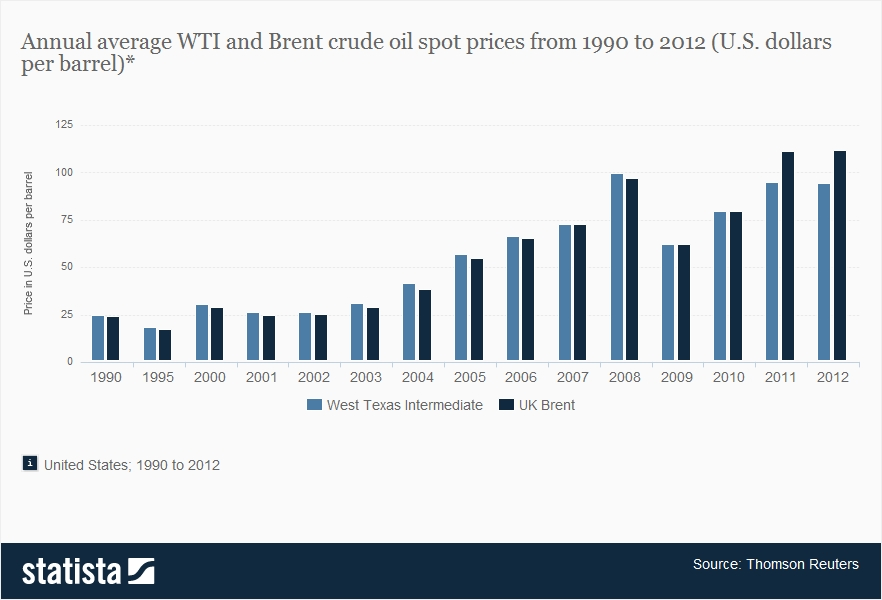 Annual average WTI and Brent crude oil spot prices from 1990 to 2012 (U.S. dollars
per barrel)*
125
100
75
50
25
0
Price in U.S. dollars per barrel
1990 1995 2000 2001 2002 2003 2004 2005 2006 2007 2008 2009 2010 2011 2012
West Texas Intermediate UK Brent
i United States; 1990 to 2012
statista
Source: Thomson Reuters